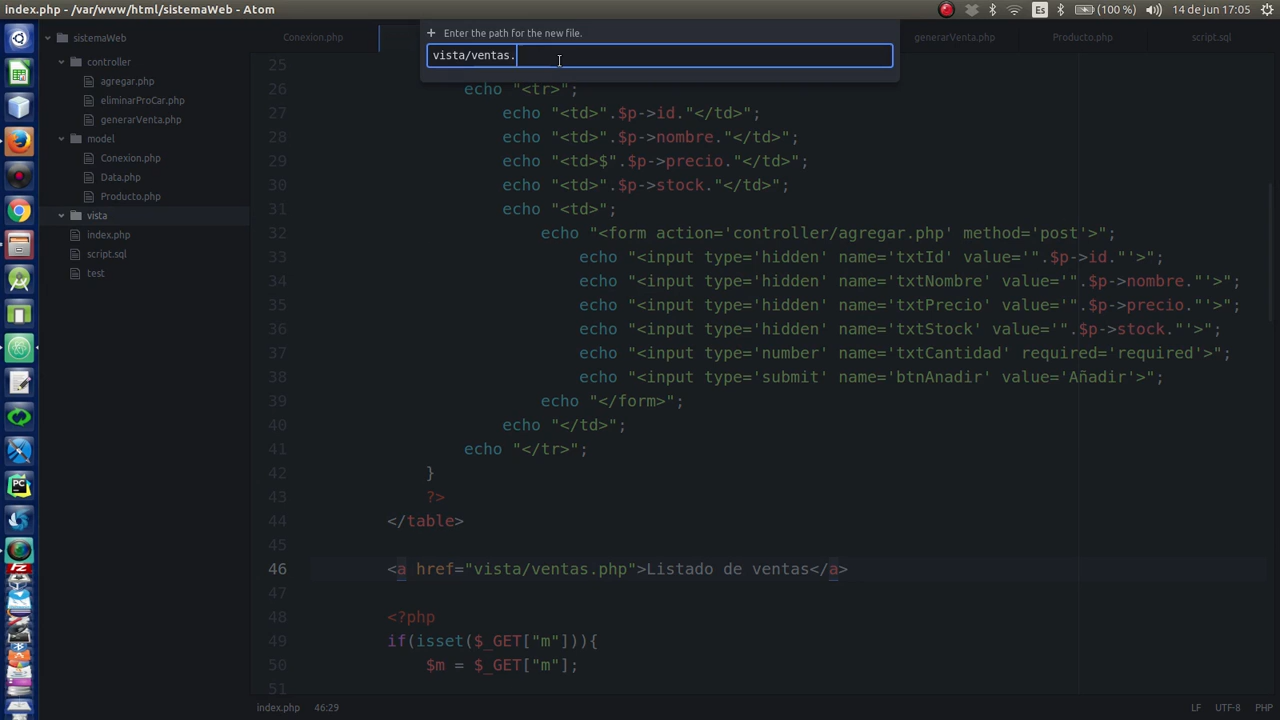 index.php - /var/www/html/sistemaWeb - Atom
Es
(100 %)
14 de jun 17:05
Enter the path for the new file.
vista/ventas.
sistemaWeb
controller
agregar.php
eliminarProCar.php
generarVenta.php
model
Conexion.php
Data.php
Producto.php
vista
index.php
script.sql
test
Conexion.php
generarVenta.php
Producto.php
script.sql
25
26 echo "<tr>";
27 echo "<td>".$p->id."</td>";
28 echo "<td>".$p->nombre."</td>";
29 echo "<td>$".$p->precio."</td>";
30 echo "<td>".$p->stock."</td>";
31 echo "<td>";
32 echo "<form action='controller/agregar.php' method='post'>";
33 echo "<input type='hidden' name='txtId' value='".$p->id."'>";
34 echo "<input type='hidden' name='txtNombre' value='".$p->nombre."'>";
35 echo "<input type='hidden' name='txtPrecio' value='".$p->precio."'>";
36 echo "<input type='hidden' name='txtStock' value='".$p->stock."'>";
37 echo "<input type='number' name='txtCantidad' required='required'>";
38 echo "<input type='submit' name='btnAnadir' value='Añadir'>";
39 echo "</form>";
40 echo "</td>";
41 echo "</tr>";
42 }
43 ?>
44 </table>
45
46 <a href="vista/ventas.php">Listado de ventas</a>
47
48 <?php
49 if(isset($_GET["m"])){
50 $m = $_GET["m"];
51
index.php 46:29
LF UTF-8 PHP